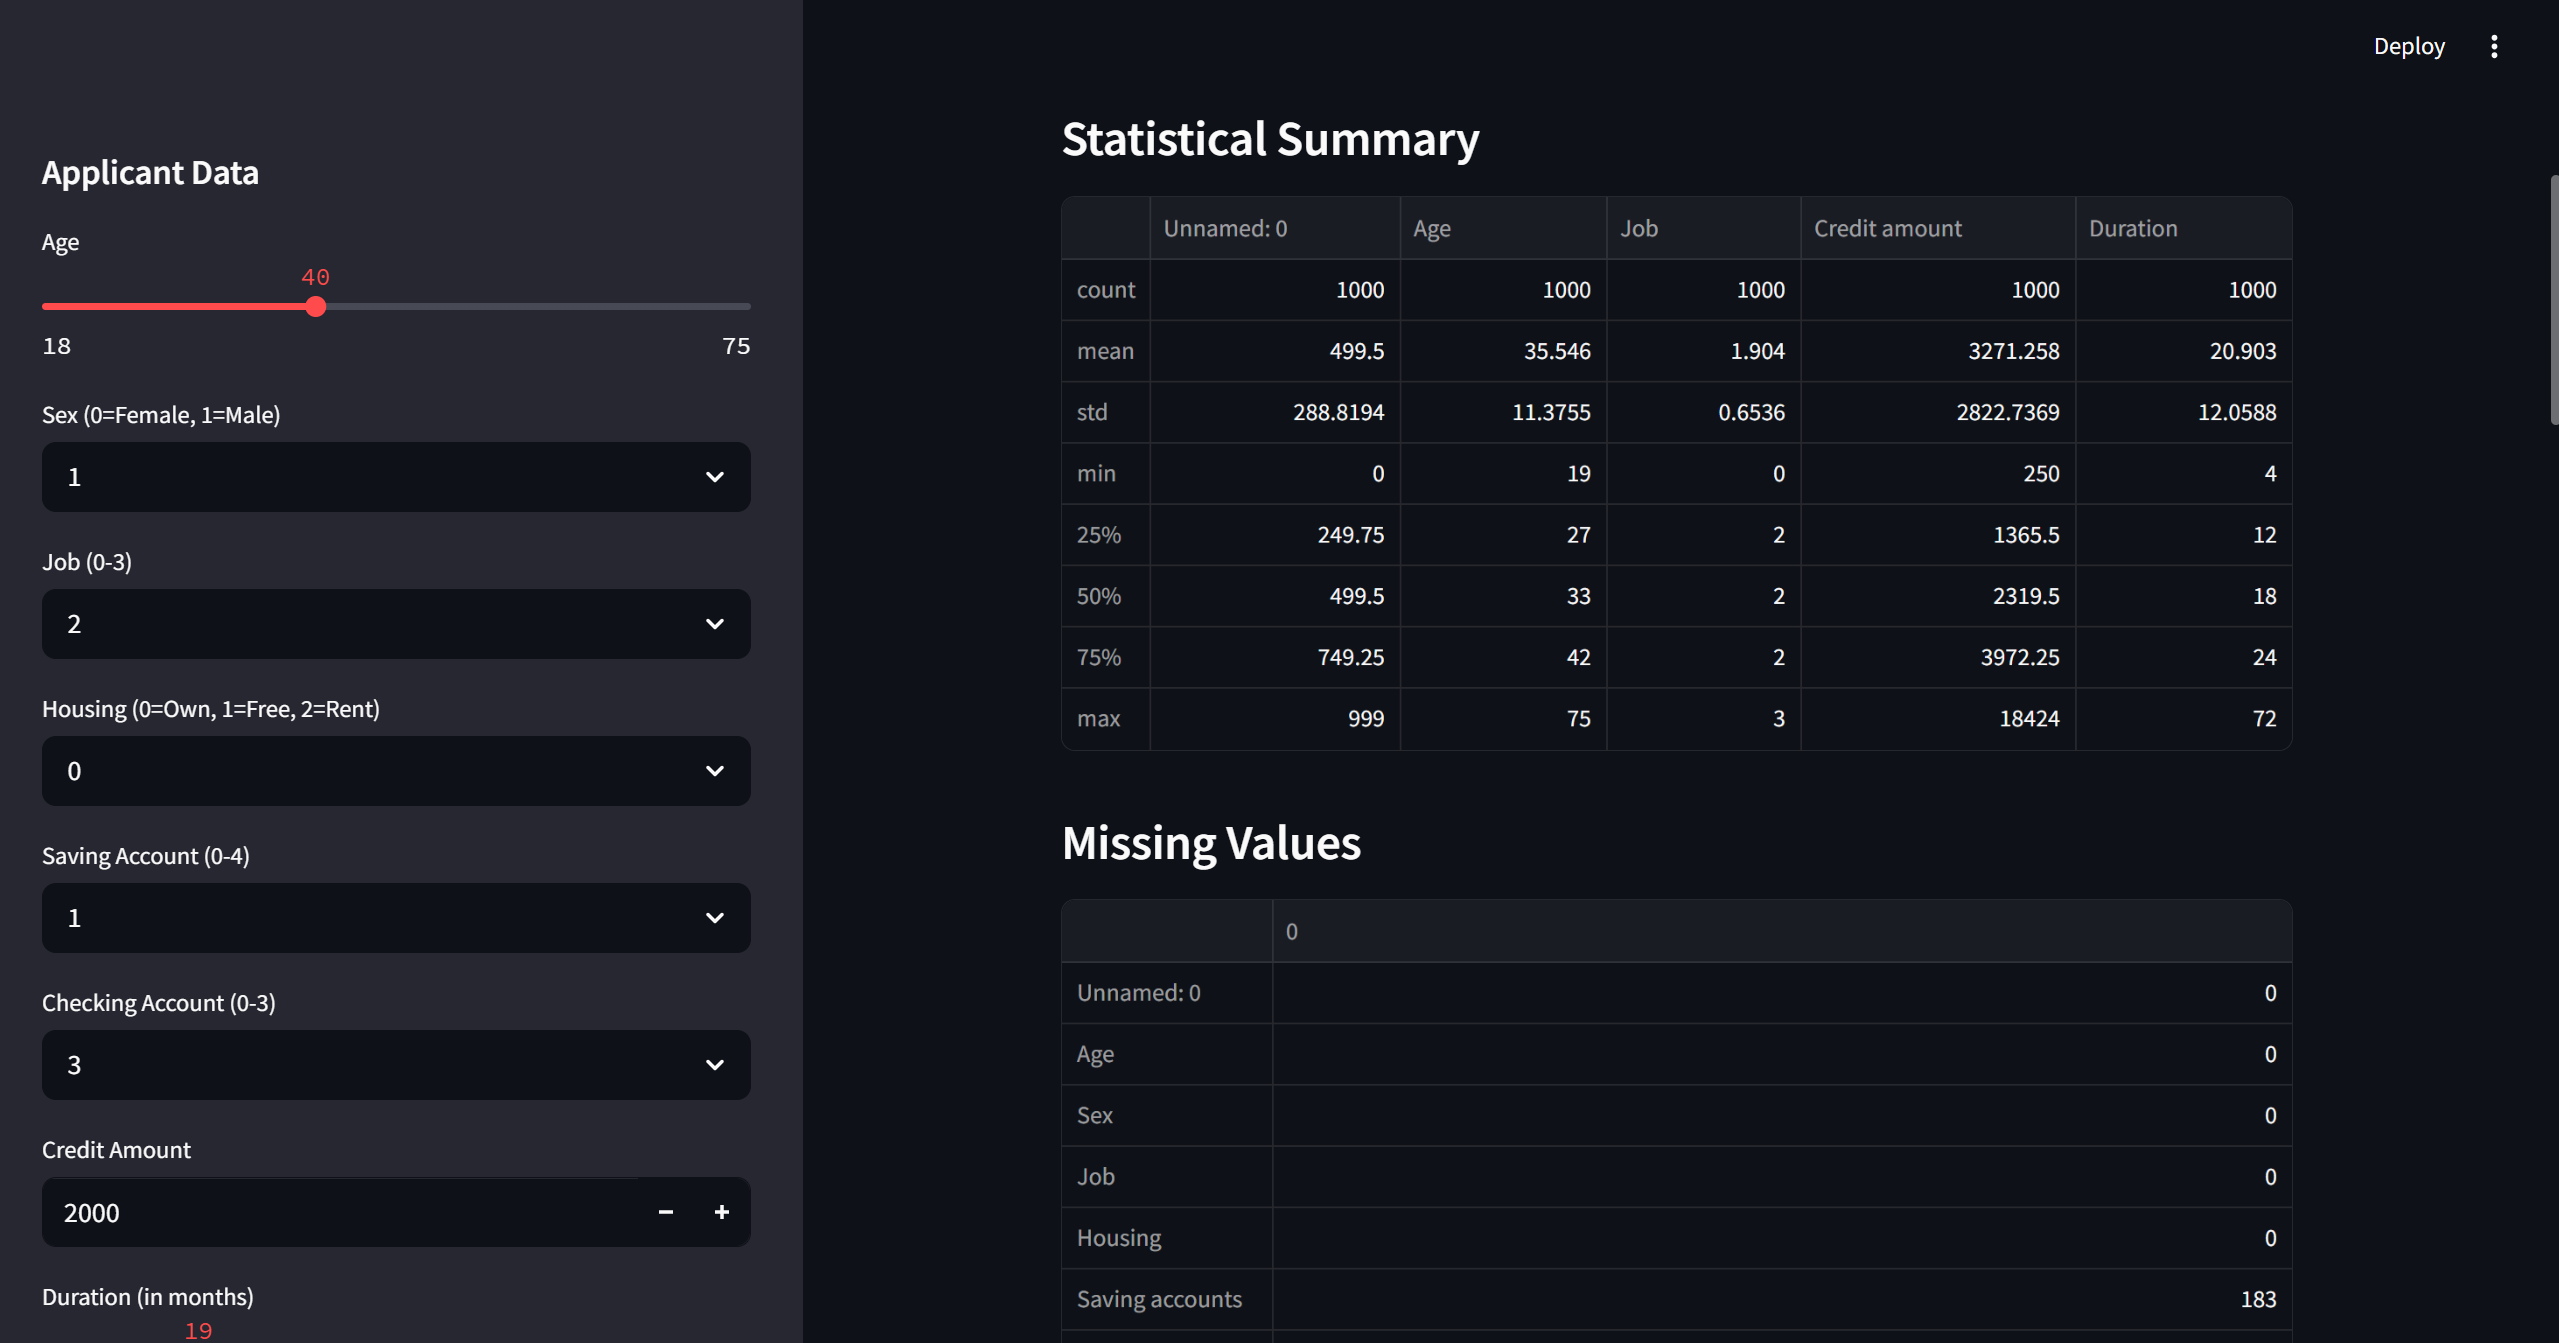 Deploy
Applicant Data
Age
40
18 75
Sex (0=Female, 1=Male)
1
Job (0-3)
2
Housing (0=Own, 1=Free, 2=Rent)
0
Saving Account (0-4)
1
Checking Account (0-3)
3
Credit Amount
2000
Duration (in months)
19
Statistical Summary
Unnamed: 0 Age Job Credit amount Duration
count 1000 1000 1000 1000 1000
mean 499.5 35.546 1.904 3271.258 20.903
std 288.8194 11.3755 0.6536 2822.7369 12.0588
min 0 19 0 250 4
25% 249.75 27 2 1365.5 12
50% 499.5 33 2 2319.5 18
75% 749.25 42 2 3972.25 24
max 999 75 3 18424 72
Missing Values
0
Unnamed: 0 0
Age 0
Sex 0
Job 0
Housing 0
Saving accounts 183